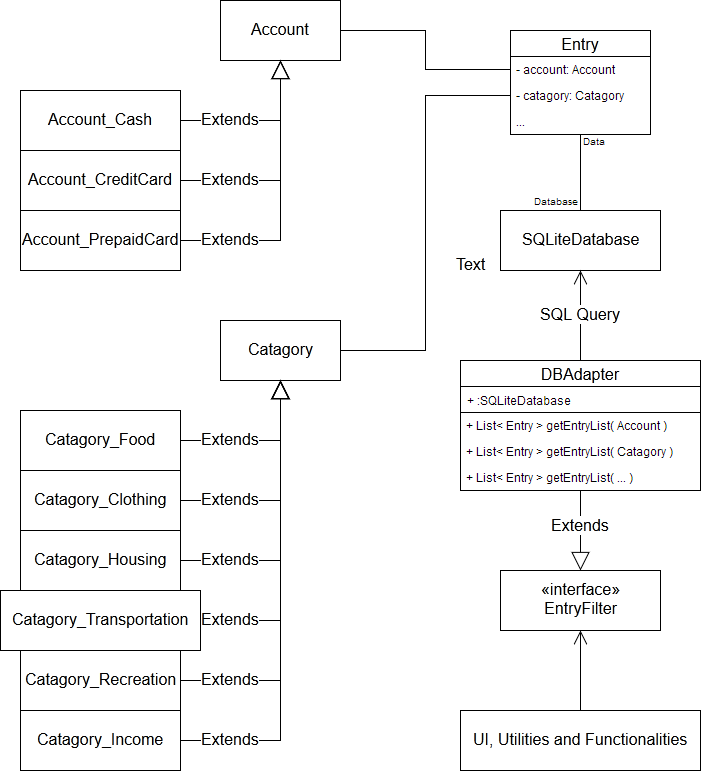 Account
Account_Cash
Extends
Account_CreditCard
Extends
Account_PrepaidCard
Extends
Catagory
Catagory_Food
Extends
Catagory_Clothing
Extends
Catagory_Housing
Extends
Catagory_Transportation
Extends
Catagory_Recreation
Extends
Catagory_Income
Extends
Entry
- account: Account
- catagory: Catagory
...
Data
Database
SQLiteDatabase
Text
SQL Query
DBAdapter
+ :SQLiteDatabase
+ List< Entry > getEntryList( Account )
+ List< Entry > getEntryList( Catagory )
+ List< Entry > getEntryList( ... )
Extends
«interface»
EntryFilter
UI, Utilities and Functionalities